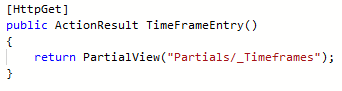 [HttpGet]
public ActionResult TimeFrameEntry()
{
    return PartialView("Partials/_Timeframes");
}